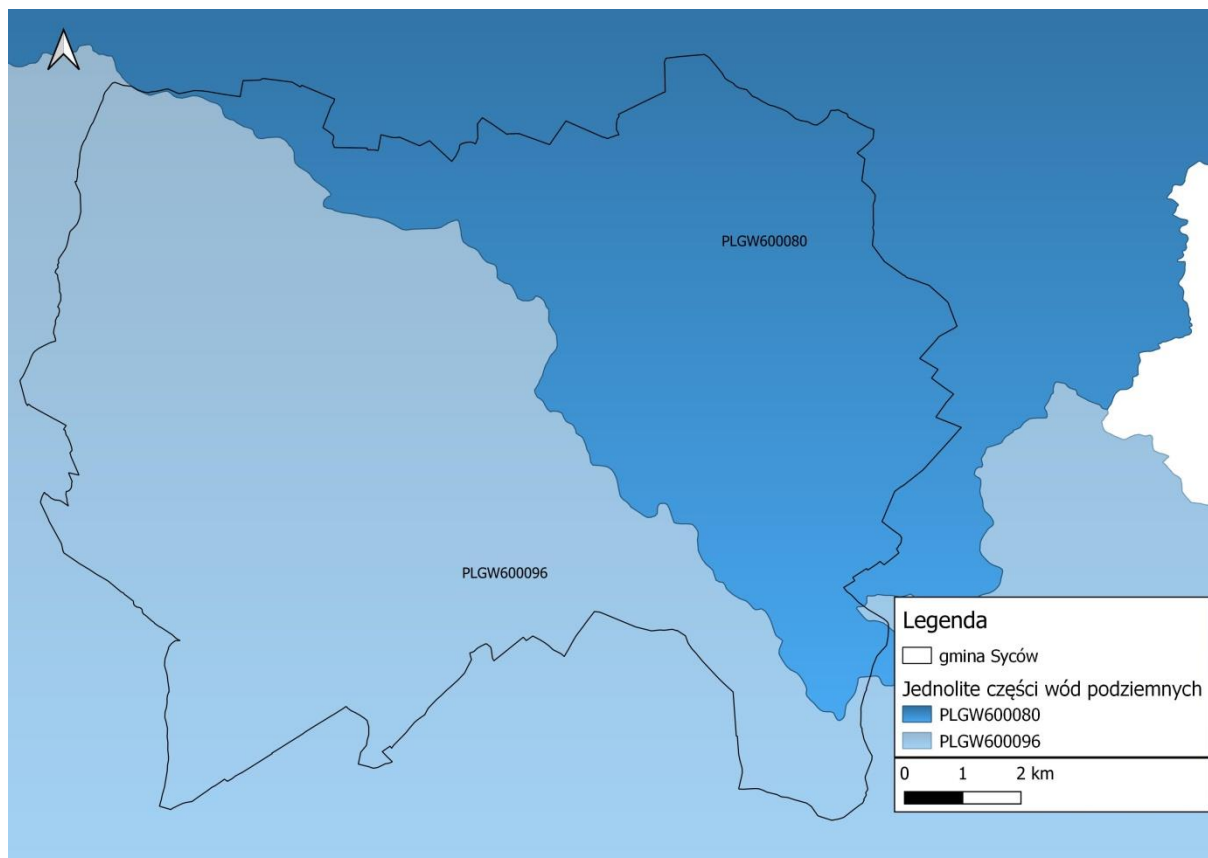 PLGW600080
PLGW600096
Legenda
gmina Syców
Jednolite części wód podziemnych
PLGW600080
PLGW600096
0 1 2 km